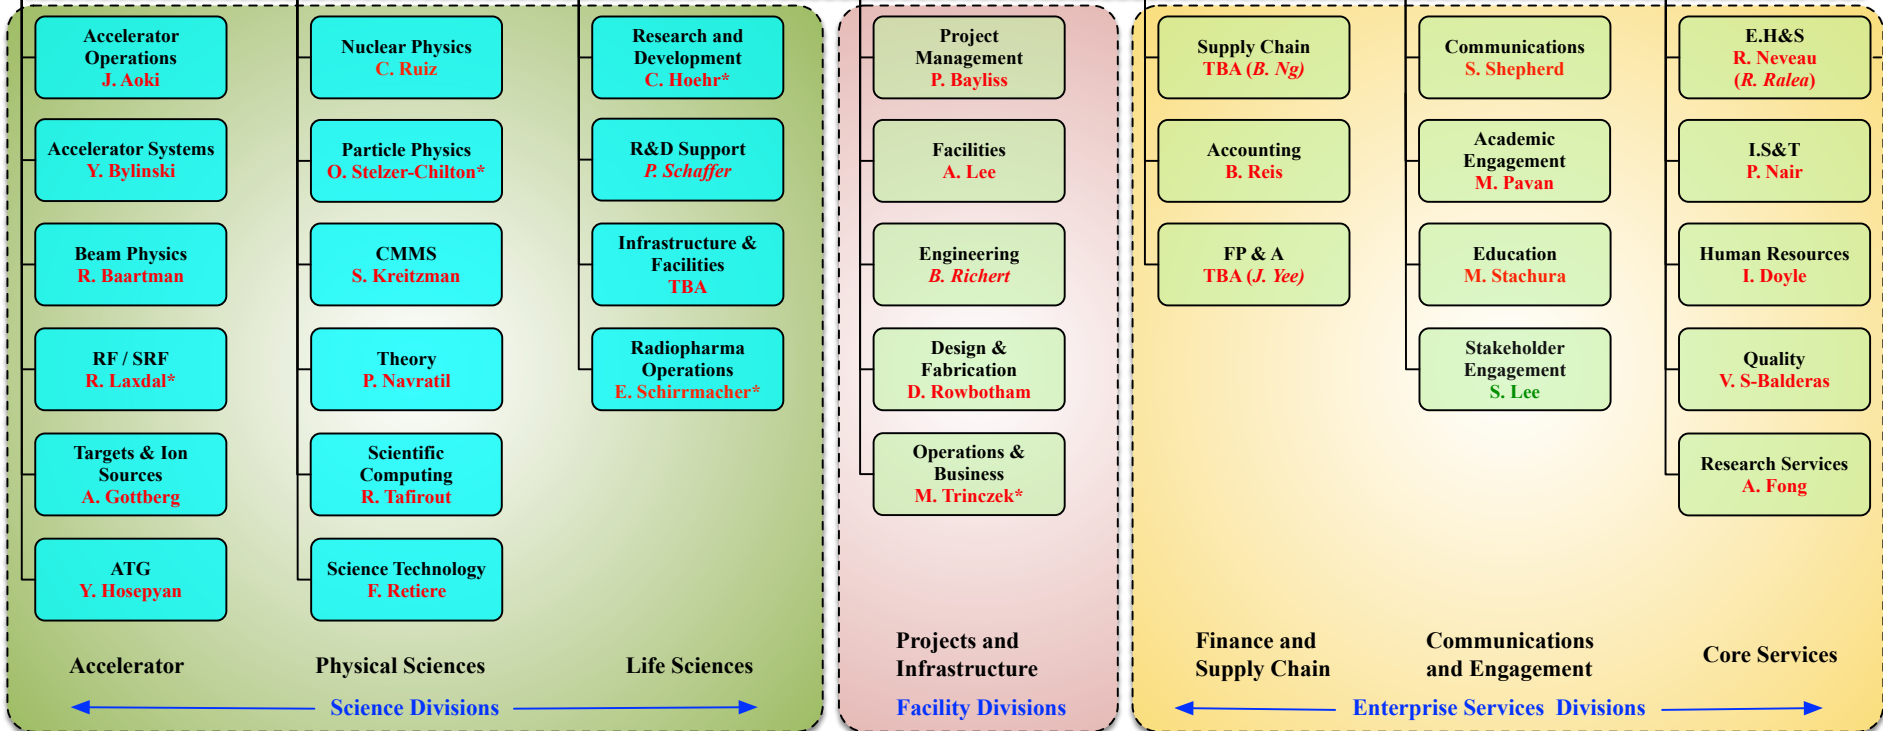 Accelerator
Operations
J. Aoki
Accelerator Systems
Y. Bylinski
Beam Physics
R. Baartman
RF / SRF
R. Laxdal*
Targets & Ion
Sources
A. Gottberg
ATG
Y. Hosepyan
Accelerator
Nuclear Physics
C. Ruiz
Particle Physics
O. Stelzer-Chilton*
CMMS
S. Kreitzman
Theory
P. Navratil
Scientific
Computing
R. Tafirout
Science Technology
F. Retiere
Physical Sciences
Research and
Development
C. Hoehr*
R&D Support
P. Schaffer
Infrastructure &
Facilities
TBA
Radiopharma
Operations
E. Schirrmacher*
Life Sciences
Science Divisions
Project
Management
P. Bayliss
Facilities
A. Lee
Engineering
B. Richert
Design &
Fabrication
D. Rowbotham
Operations &
Business
M. Trinczek*
Projects and
Infrastructure
Facility Divisions
Supply Chain
TBA (B. Ng)
Accounting
B. Reis
FP & A
TBA (J. Yee)
Finance and
Supply Chain
Communications
S. Shepherd
Academic
Engagement
M. Pavan
Education
M. Stachura
Stakeholder
Engagement
S. Lee
Communications
and Engagement
E.H&S
R. Neveau
(R. Ralea)
I.S&T
P. Nair
Human Resources
I. Doyle
Quality
V. S-Balderas
Research Services
A. Fong
Core Services
Enterprise Services  Divisions